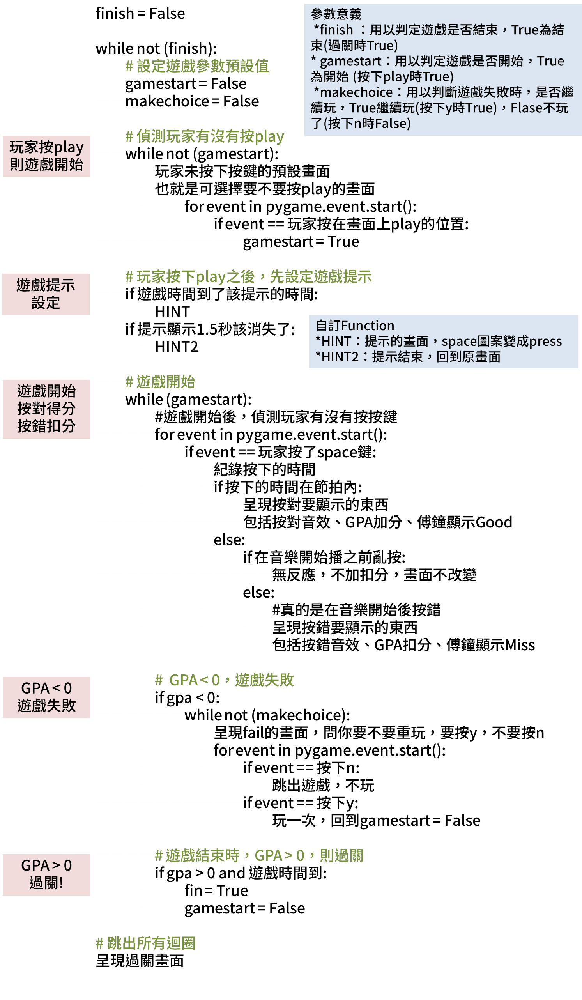 finish = False
參數意義
*finish ：用以判定遊戲是否結束，True為結
束(過關時True)
* gamestart：用以判定遊戲是否開始，True
為開始 (按下play時True)
*makechoice：用以判斷遊戲失敗時，是否繼
續玩，True繼續玩(按下y時True)，Flase不玩
了(按下n時False)
while not (finish):
# 設定遊戲參數預設值
gamestart = False
makechoice = False
玩家按play
則遊戲開始
# 偵測玩家有沒有按play
while not (gamestart):
玩家未按下按鍵的預設畫面
也就是可選擇要不要按play的畫面
for event in pygame.event.start():
if event == 玩家按在畫面上play的位置:
gamestart = True
遊戲提示
設定
# 玩家按下play之後，先設定遊戲提示
if 遊戲時間到了該提示的時間:
HINT
if 提示顯示1.5秒該消失了:
HINT2
自訂Function
*HINT：提示的畫面，space圖案變成press
*HINT2：提示結束，回到原畫面
遊戲開始
按對得分
按錯扣分
# 遊戲開始
while (gamestart):
#遊戲開始後，偵測玩家有沒有按按鍵
for event in pygame.event.start():
if event == 玩家按了space鍵:
紀錄按下的時間
if 按下的時間在節拍內:
呈現按對要顯示的東西
包括按對音效、GPA加分、傅鐘顯示Good
else:
if 在音樂開始播之前亂按:
無反應，不加扣分，畫面不改變
else:
#真的是在音樂開始後按錯
呈現按錯要顯示的東西
包括按錯音效、GPA扣分、傅鐘顯示Miss
GPA < 0
遊戲失敗
# GPA < 0，遊戲失敗
if gpa < 0:
while not (makechoice):
呈現fail的畫面，問你要不要重玩，要按y，不要按n
for event in pygame.event.start():
if event == 按下n:
跳出遊戲，不玩
if event == 按下y:
玩一次，回到gamestart = False
GPA > 0
過關!
# 遊戲結束時，GPA > 0，則過關
if gpa > 0 and 遊戲時間到:
fin = True
gamestart = False
# 跳出所有迴圈
呈現過關畫面